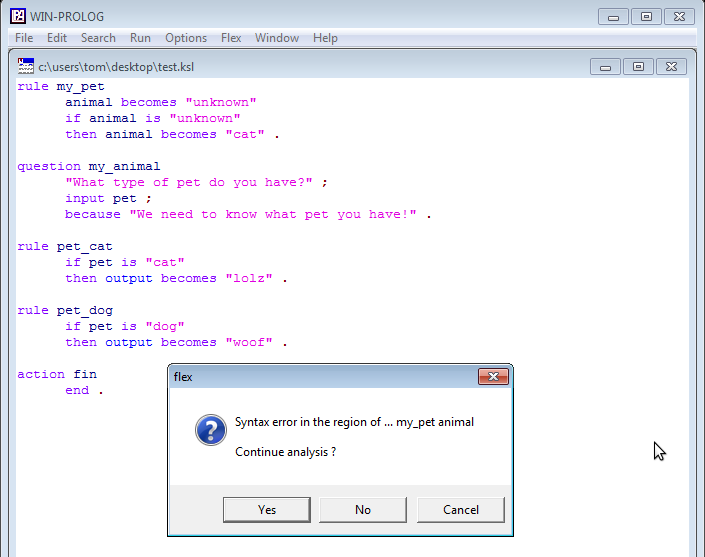 WIN-PROLOG
File Edit Search Run Options Flex Window Help
c:\users\tom\desktop\test.ksl
rule my_pet
animal becomes "unknown"
if animal is "unknown"
then animal becomes "cat" .
question my_animal
"What type of pet do you have?" ;
input pet ;
because "We need to know what pet you have!" .
rule pet_cat
if pet is "cat"
then output becomes "lolz" .
rule pet_dog
if pet is "dog"
then output becomes "woof" .
action fin
end .
flex
Syntax error in the region of ... my_pet animal
Continue analysis ?
Yes No Cancel